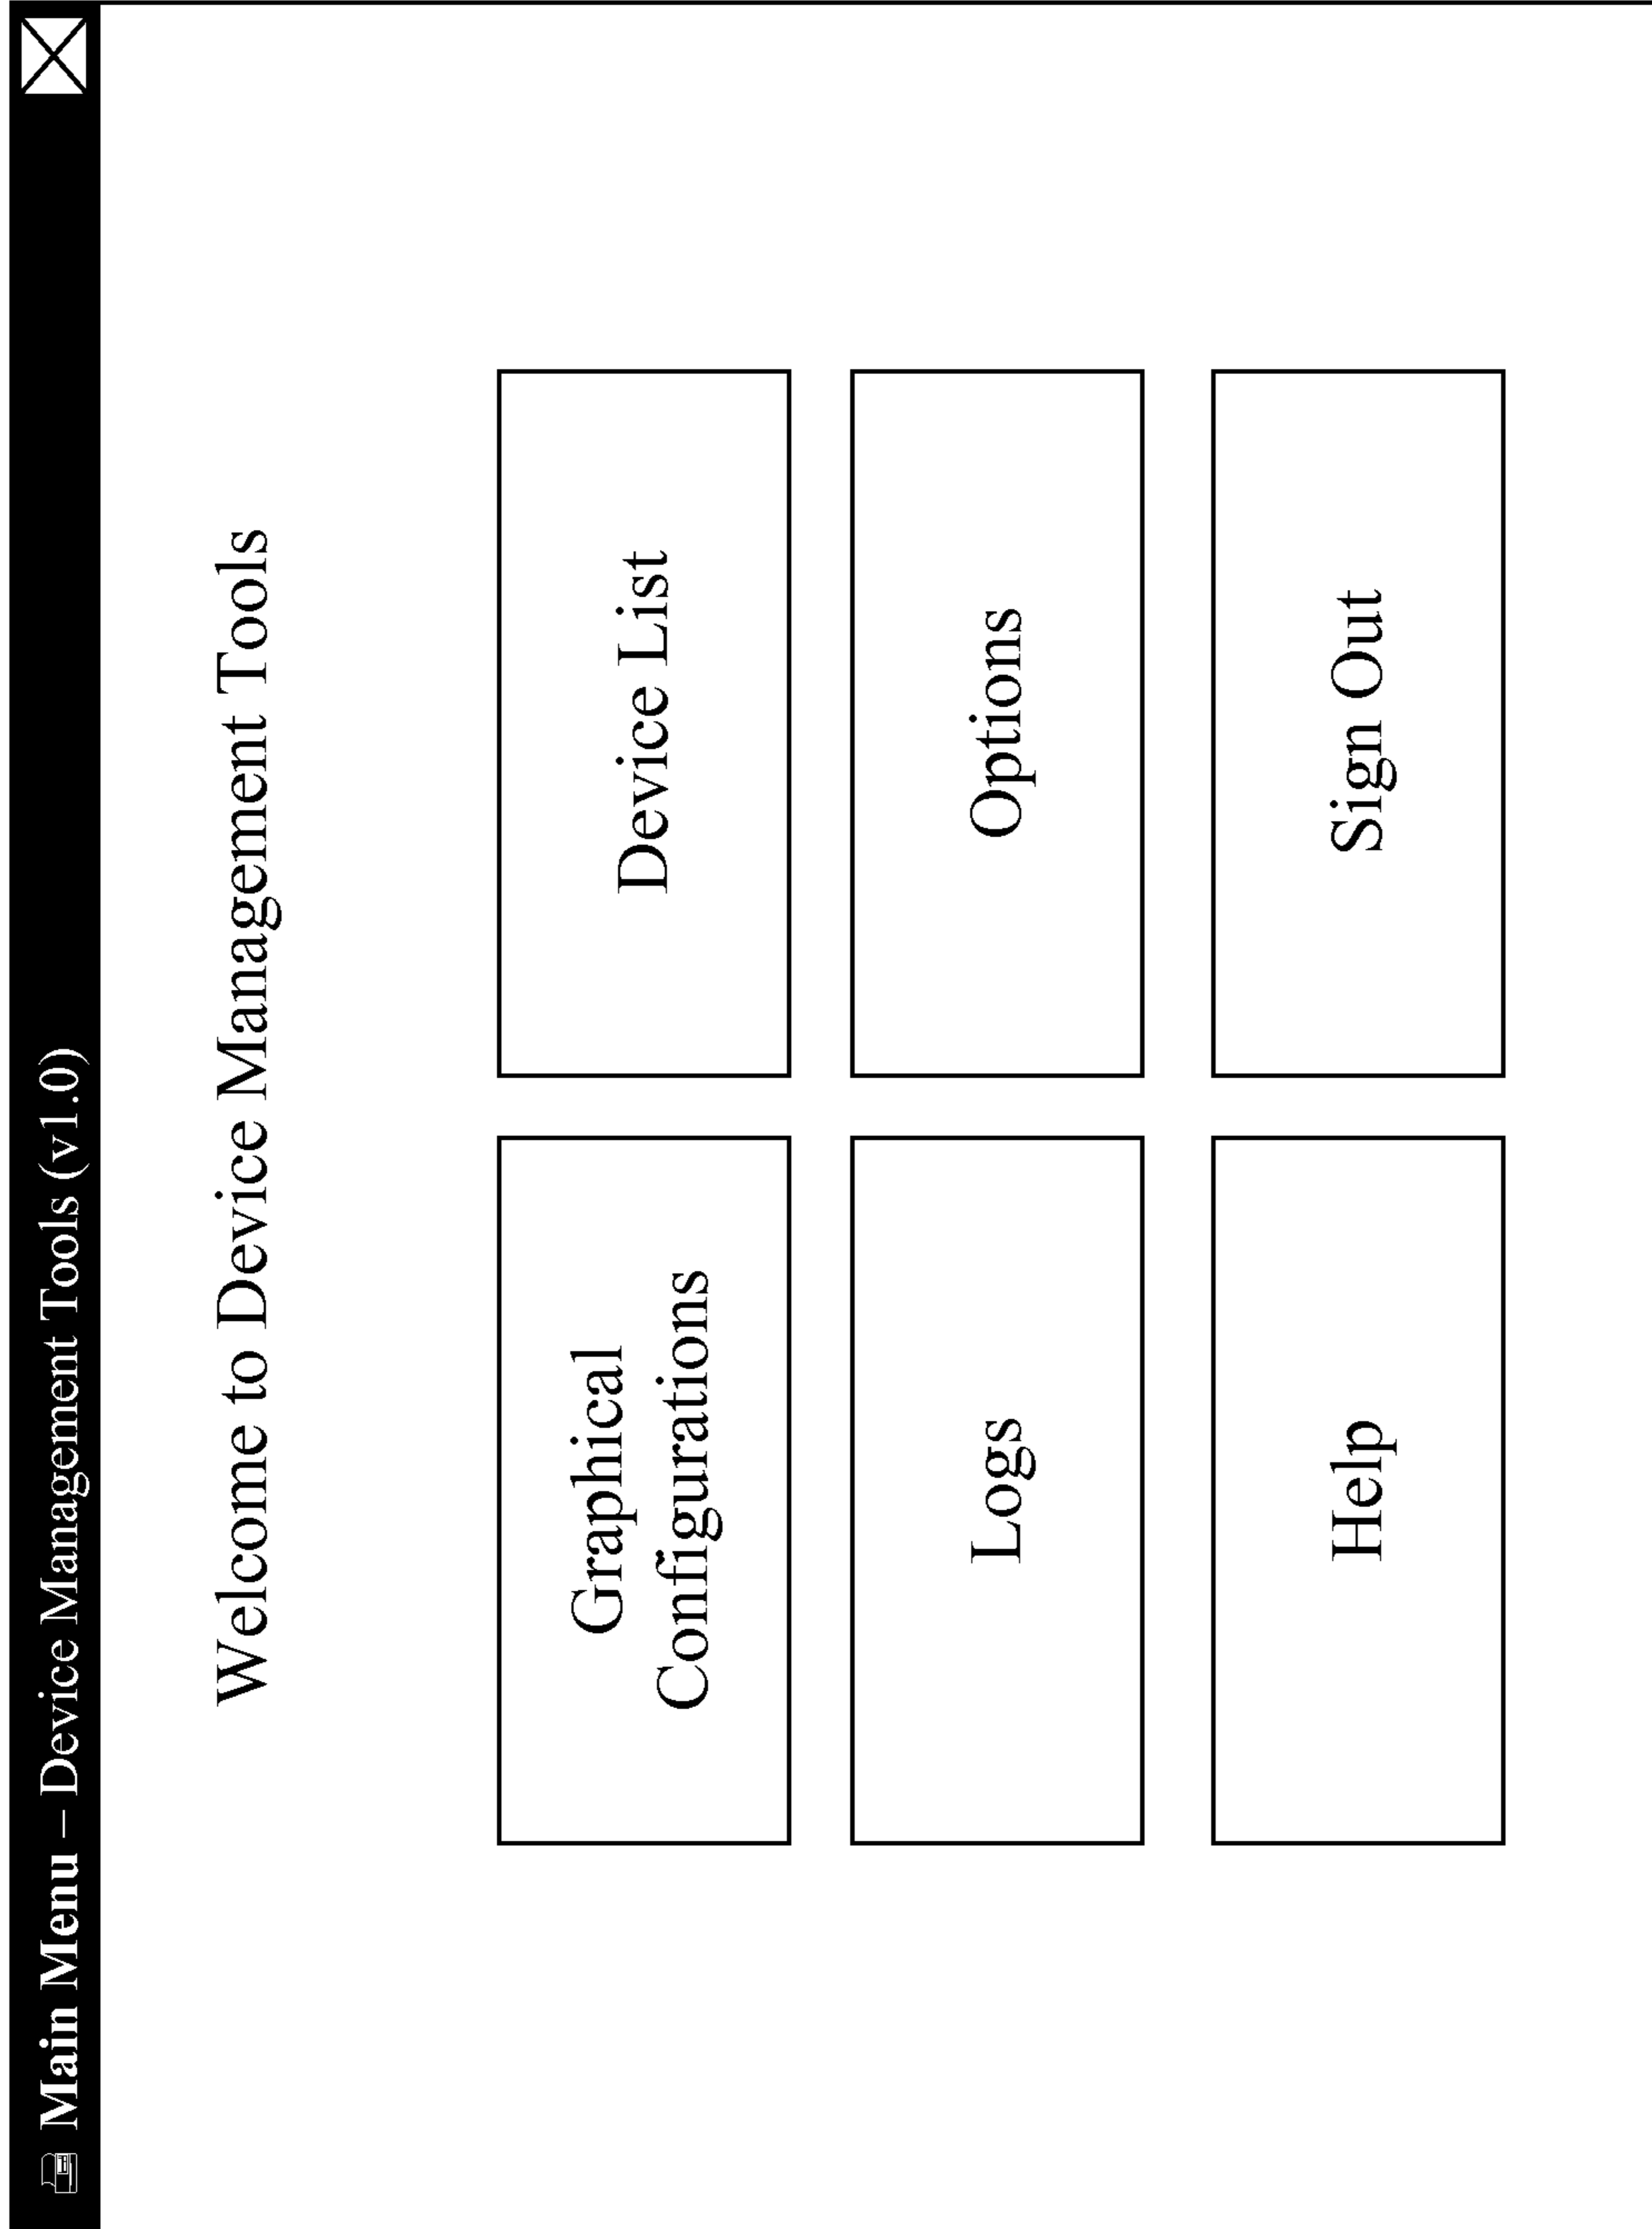 Main Menu – Device Management Tools (v1.0)
Welcome to Device Management Tools
Graphical
Configurations
Device List
Logs
Options
Help
Sign Out